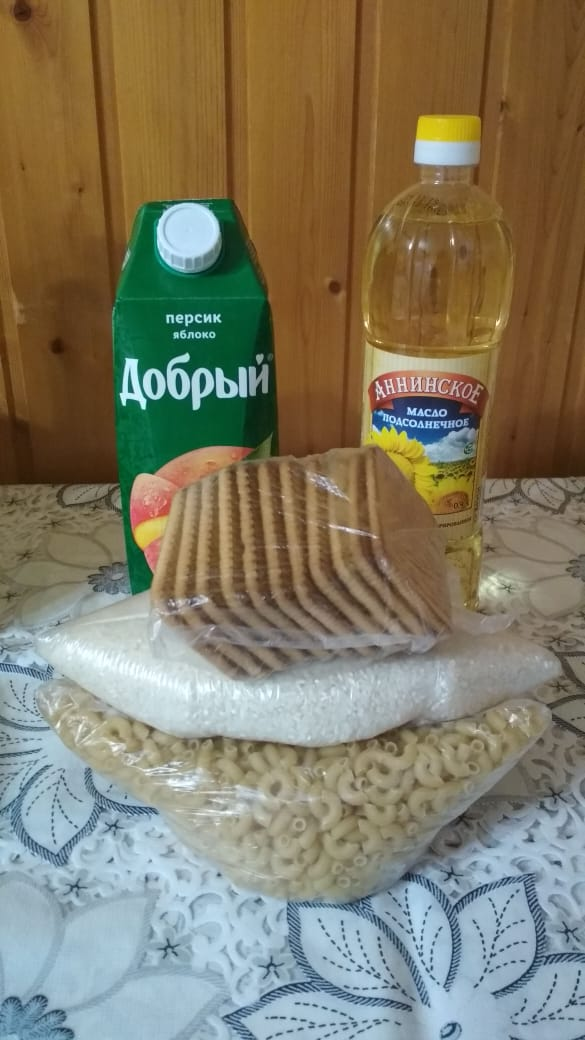 персик
яблоко
Добрый
АННИНСКОЕ
МАСЛО
ПОДСОЛНЕЧНОЕ